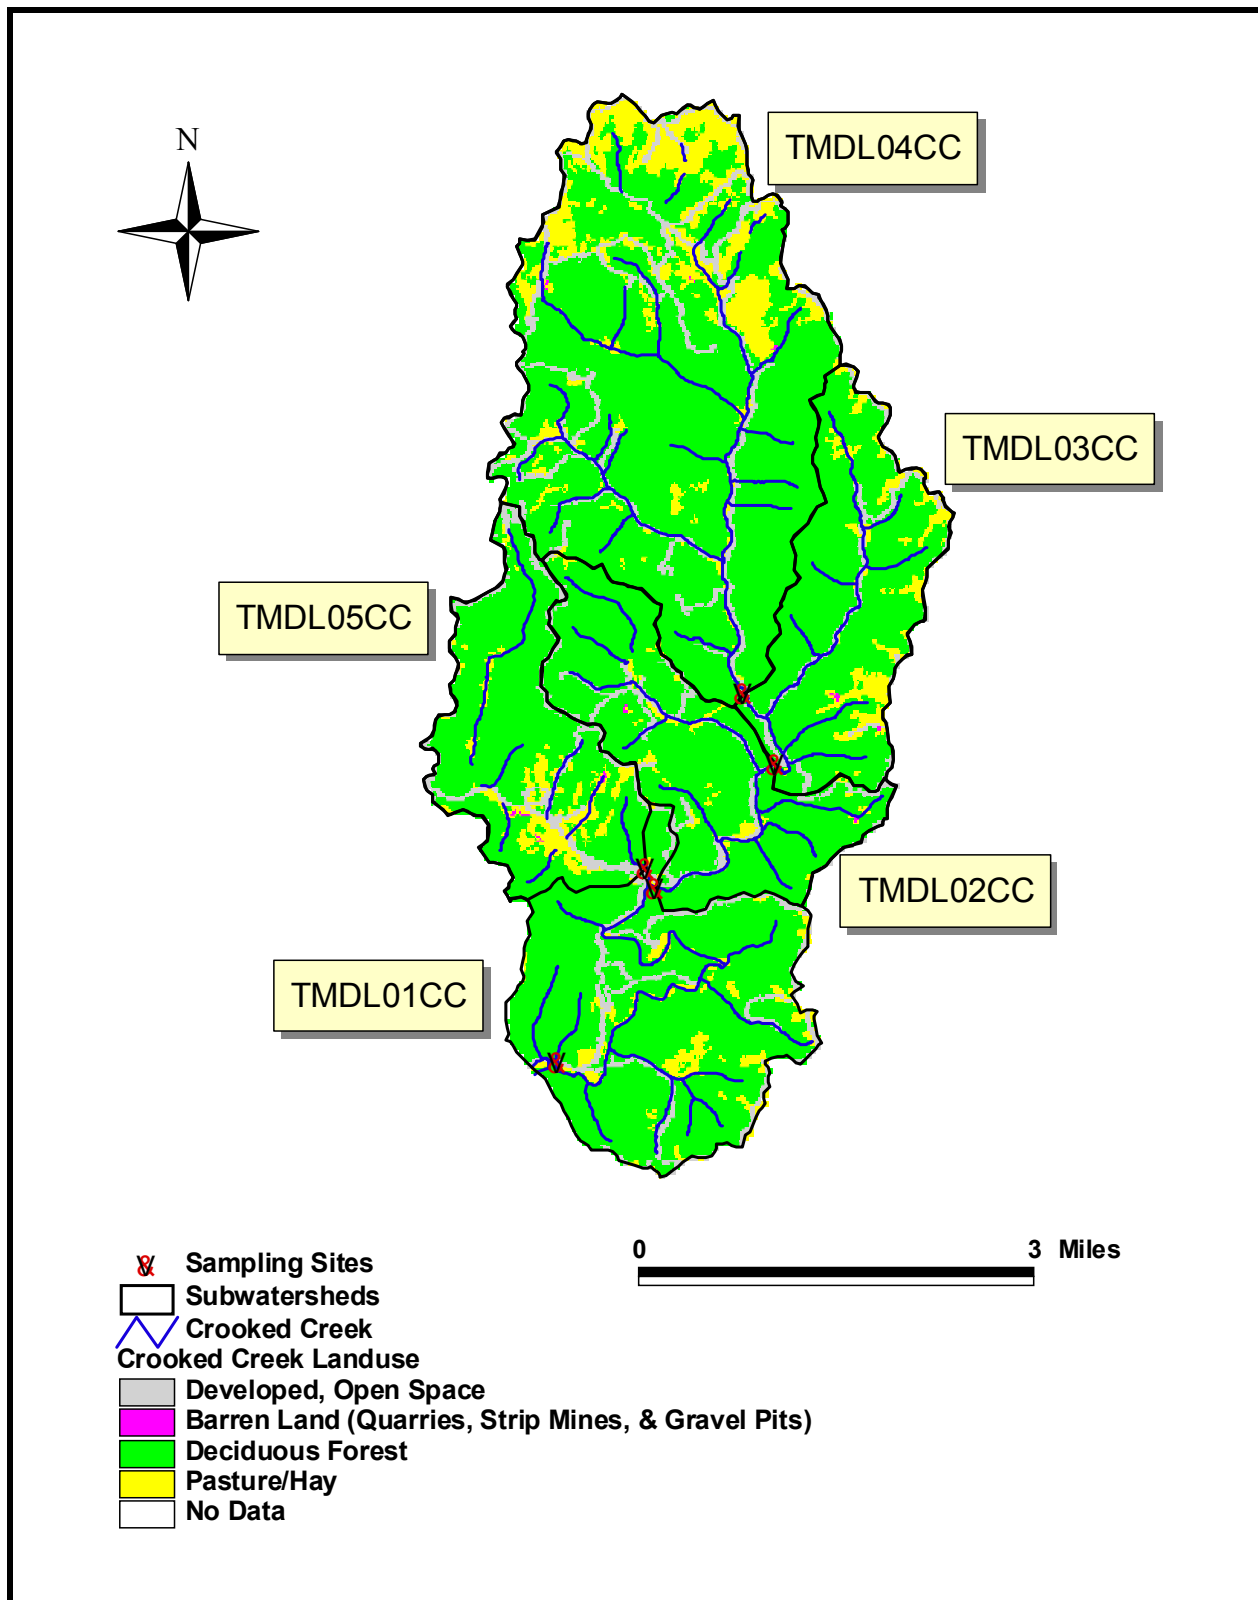 N
TMDL04CC
TMDL03CC
TMDL05CC
TMDL02CC
TMDL01CC
0 3 Miles
Sampling Sites
Subwatersheds
Crooked Creek
Crooked Creek Landuse
Developed, Open Space
Barren Land (Quarries, Strip Mines, & Gravel Pits)
Deciduous Forest
Pasture/Hay
No Data